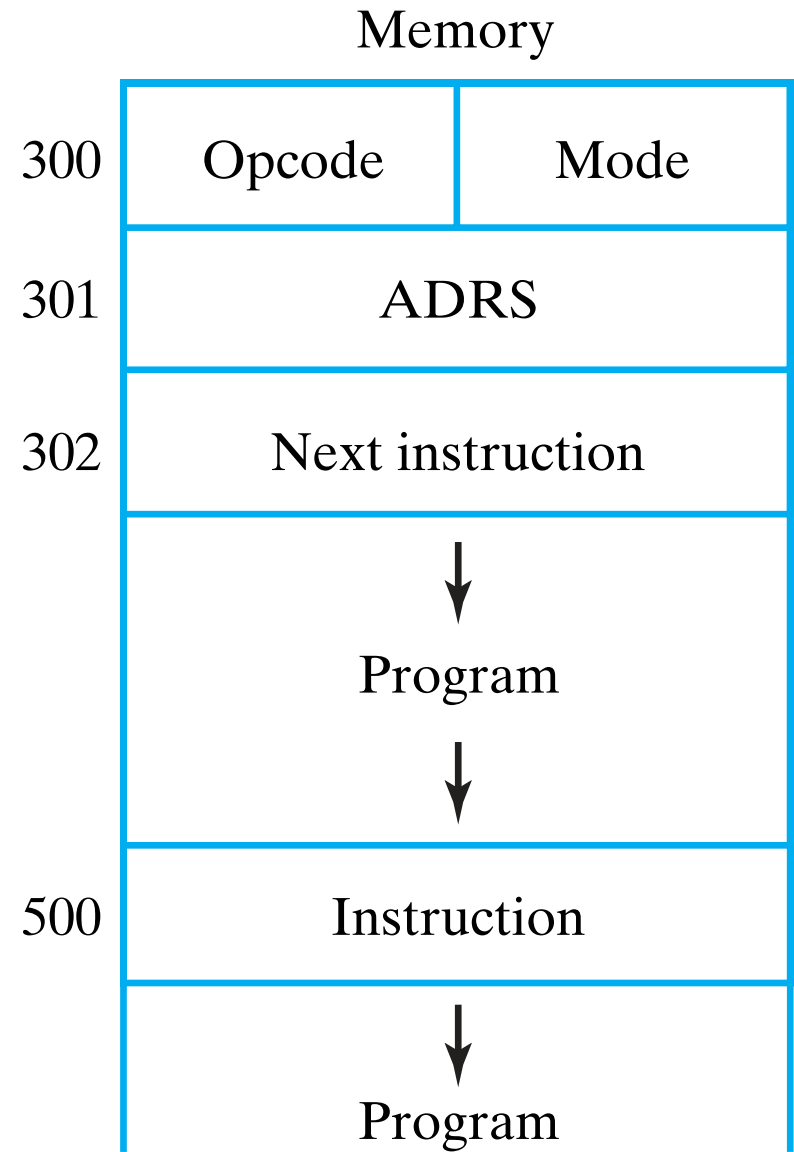 Memory
300 Opcode Mode
301 ADRS
302 Next instruction
Program
500 Instruction
Program